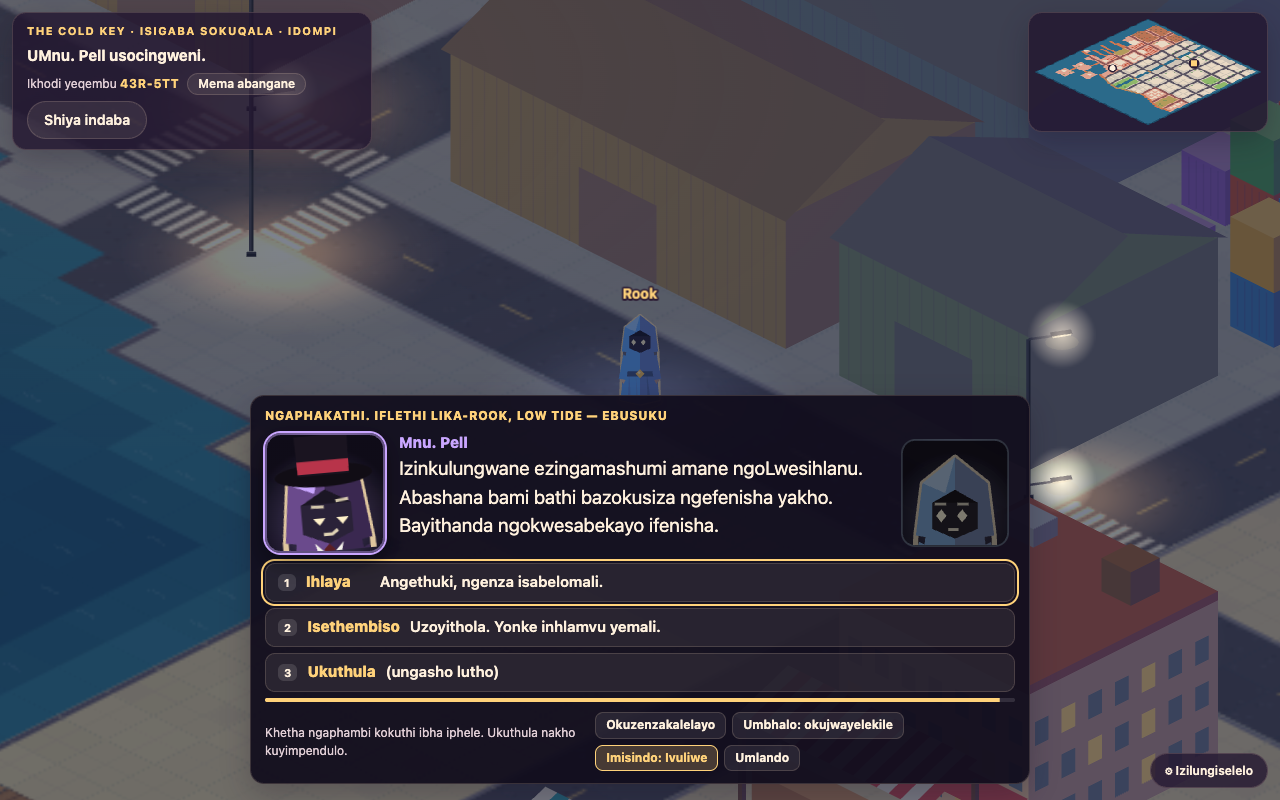 THE COLD KEY · ISIGABA SOKUQALA · IDOMPI
UMnu. Pell usocingweni.
Ikhodi yeqembu 43R-5TT Mema abangane
Shiya indaba
Rook
NGAPHAKATHI. IFLETHI LIKA-ROOK, LOW TIDE — EBUSUKU
Mnu. Pell
Izinkulungwane ezingamashumi amane ngoLwesihlanu.
Abashana bami bathi bazokusiza ngefenisha yakho.
Bayithanda ngokwesabekayo ifenisha.
1 Ihlaya Angethuki, ngenza isabelomali.
2 Isethembiso Uzoyithola. Yonke inhlamvu yemali.
3 Ukuthula (ungasho lutho)
Khetha ngaphambi kokuthi ibha iphele. Ukuthula nakho
kuyimpendulo.
Okuzenzakalelayo Umbhalo: okujwayelekile
Imisindo: Ivuliwe Umlando
⚙ Izilungiselelo